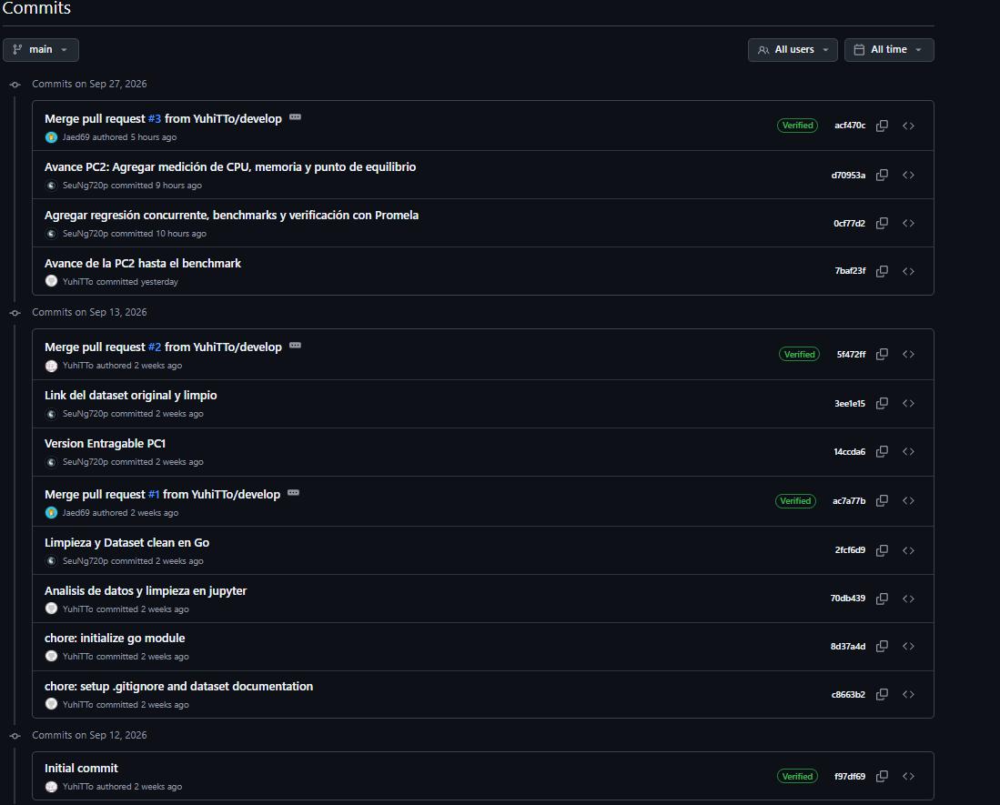 Commits
main
All users
All time
Commits on Sep 27, 2026
Merge pull request #3 from YuhiTTo/develop
Verified
acf470c
Jaed69 authored 5 hours ago
Avance PC2: Agregar medición de CPU, memoria y punto de equilibrio
d70953a
SeuNg720p committed 9 hours ago
Agregar regresión concurrente, benchmarks y verificación con Promela
0cf77d2
SeuNg720p committed 10 hours ago
Avance de la PC2 hasta el benchmark
7baf23f
YuhiTTo committed yesterday
Commits on Sep 13, 2026
Merge pull request #2 from YuhiTTo/develop
Verified
5f472ff
YuhiTTo authored 2 weeks ago
Link del dataset original y limpio
3ee1e15
SeuNg720p committed 2 weeks ago
Version Entragable PC1
14ccda6
SeuNg720p committed 2 weeks ago
Merge pull request #1 from YuhiTTo/develop
Verified
ac7a77b
Jaed69 authored 2 weeks ago
Limpieza y Dataset clean en Go
2fcf6d9
SeuNg720p committed 2 weeks ago
Analisis de datos y limpieza en jupyter
70db439
YuhiTTo committed 2 weeks ago
chore: initialize go module
8d37a4d
YuhiTTo committed 2 weeks ago
chore: setup .gitignore and dataset documentation
c8663b2
YuhiTTo committed 2 weeks ago
Commits on Sep 12, 2026
Initial commit
Verified
f97df69
YuhiTTo authored 2 weeks ago